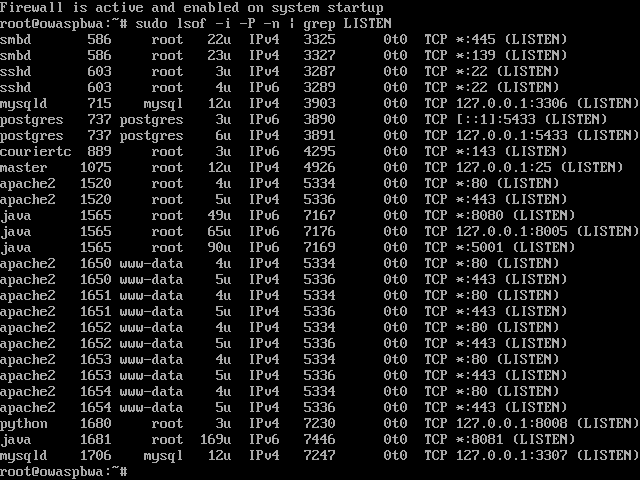 Firewall is active and enabled on system startup
root@owaspbwa:~# sudo lsof -i -P -n | grep LISTEN
smbd 586 root 22u IPv4 3325 0t0 TCP *:445 (LISTEN)
smbd 586 root 23u IPv4 3327 0t0 TCP *:139 (LISTEN)
sshd 603 root 3u IPv4 3287 0t0 TCP *:22 (LISTEN)
sshd 603 root 4u IPv6 3289 0t0 TCP *:22 (LISTEN)
mysqld 715 mysql 12u IPv4 3903 0t0 TCP 127.0.0.1:3306 (LISTEN)
postgres 737 postgres 3u IPv6 3890 0t0 TCP [::1]:5433 (LISTEN)
postgres 737 postgres 6u IPv4 3891 0t0 TCP 127.0.0.1:5433 (LISTEN)
couriertc 889 root 3u IPv6 4295 0t0 TCP *:143 (LISTEN)
master 1075 root 12u IPv4 4926 0t0 TCP 127.0.0.1:25 (LISTEN)
apache2 1520 root 4u IPv4 5334 0t0 TCP *:80 (LISTEN)
apache2 1520 root 5u IPv4 5336 0t0 TCP *:443 (LISTEN)
java 1565 root 49u IPv6 7167 0t0 TCP *:8080 (LISTEN)
java 1565 root 65u IPv6 7176 0t0 TCP 127.0.0.1:8005 (LISTEN)
java 1565 root 90u IPv6 7169 0t0 TCP *:5001 (LISTEN)
apache2 1650 www-data 4u IPv4 5334 0t0 TCP *:80 (LISTEN)
apache2 1650 www-data 5u IPv4 5336 0t0 TCP *:443 (LISTEN)
apache2 1651 www-data 4u IPv4 5334 0t0 TCP *:80 (LISTEN)
apache2 1651 www-data 5u IPv4 5336 0t0 TCP *:443 (LISTEN)
apache2 1652 www-data 4u IPv4 5334 0t0 TCP *:80 (LISTEN)
apache2 1652 www-data 5u IPv4 5336 0t0 TCP *:443 (LISTEN)
apache2 1653 www-data 4u IPv4 5334 0t0 TCP *:80 (LISTEN)
apache2 1653 www-data 5u IPv4 5336 0t0 TCP *:443 (LISTEN)
apache2 1654 www-data 4u IPv4 5334 0t0 TCP *:80 (LISTEN)
apache2 1654 www-data 5u IPv4 5336 0t0 TCP *:443 (LISTEN)
python 1680 root 3u IPv4 7230 0t0 TCP 127.0.0.1:8008 (LISTEN)
java 1681 root 169u IPv6 7446 0t0 TCP *:8081 (LISTEN)
mysqld 1706 mysql 12u IPv4 7247 0t0 TCP 127.0.0.1:3307 (LISTEN)
root@owaspbwa:~#